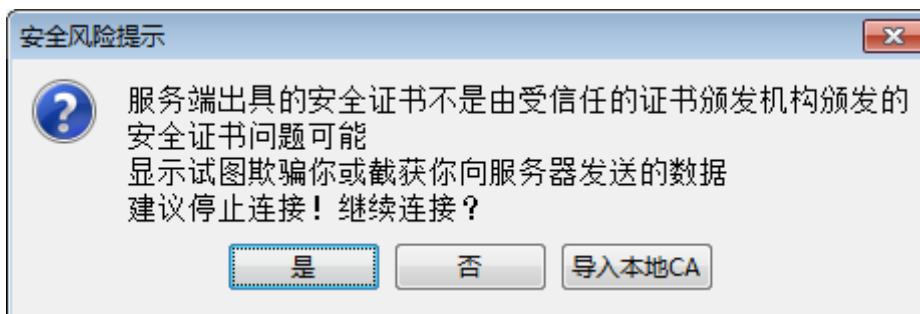 安全风险提示
服务端出具的安全证书不是由受信任的证书颁发机构颁发的
安全证书问题可能
显示试图欺骗你或截获你向服务器发送的数据
建议停止连接！继续连接？
是 否 导入本地CA